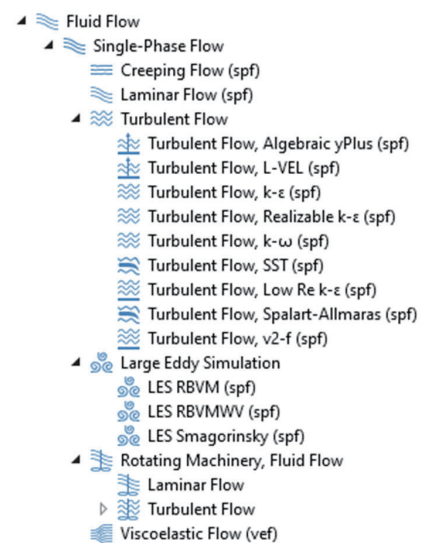 Fluid Flow
Single-Phase Flow
Creeping Flow (spf)
Laminar Flow (spf)
Turbulent Flow
Turbulent Flow, Algebraic yPlus (spf)
Turbulent Flow, L-VEL (spf)
Turbulent Flow, k-ε (spf)
Turbulent Flow, Realizable k-ε (spf)
Turbulent Flow, k-ω (spf)
Turbulent Flow, SST (spf)
Turbulent Flow, Low Re k-ε (spf)
Turbulent Flow, Spalart-Allmaras (spf)
Turbulent Flow, v2-f (spf)
Large Eddy Simulation
LES RBVM (spf)
LES RBVMWV (spf)
LES Smagorinsky (spf)
Rotating Machinery, Fluid Flow
Laminar Flow
Turbulent Flow
Viscoelastic Flow (vef)